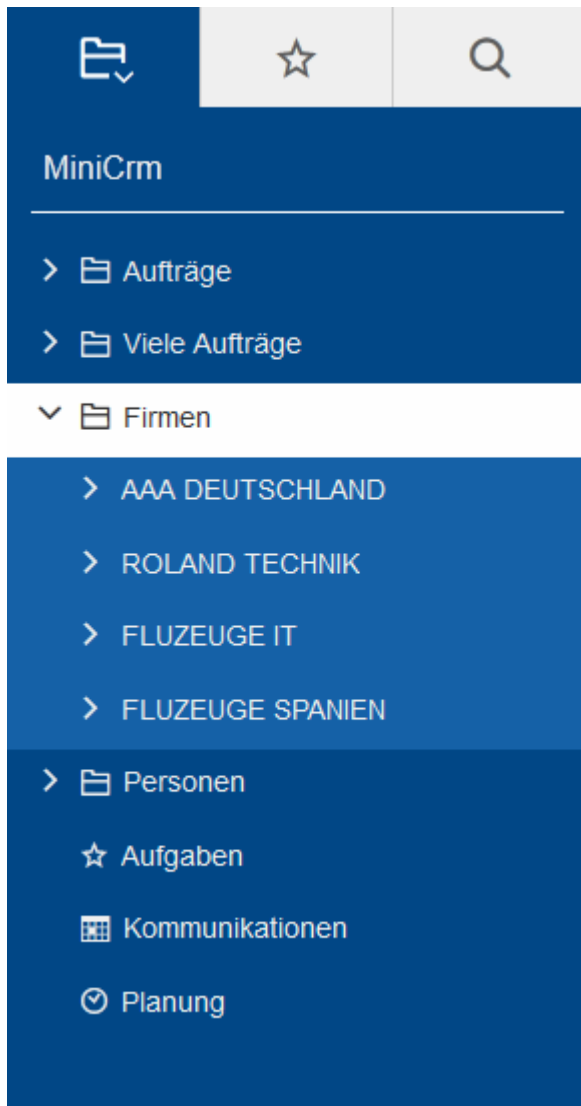 MiniCrm
Aufträge
Viele Aufträge
Firmen
AAA DEUTSCHLAND
ROLAND TECHNIK
FLUZEUGE IT
FLUZEUGE SPANIEN
Personen
Aufgaben
Kommunikationen
Planung